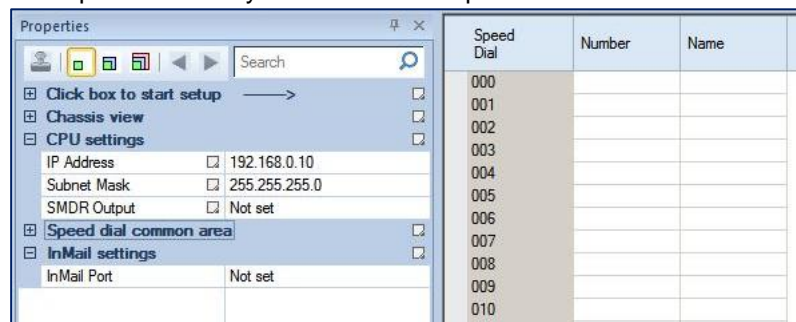 Properties
Search
Click box to start setup ---->
Chassis view
CPU settings
IP Address 192.168.0.10
Subnet Mask 255.255.255.0
SMDR Output Not set
Speed dial common area
InMail settings
InMail Port Not set
Speed Dial Number Name
000
001
002
003
004
005
006
007
008
009
010